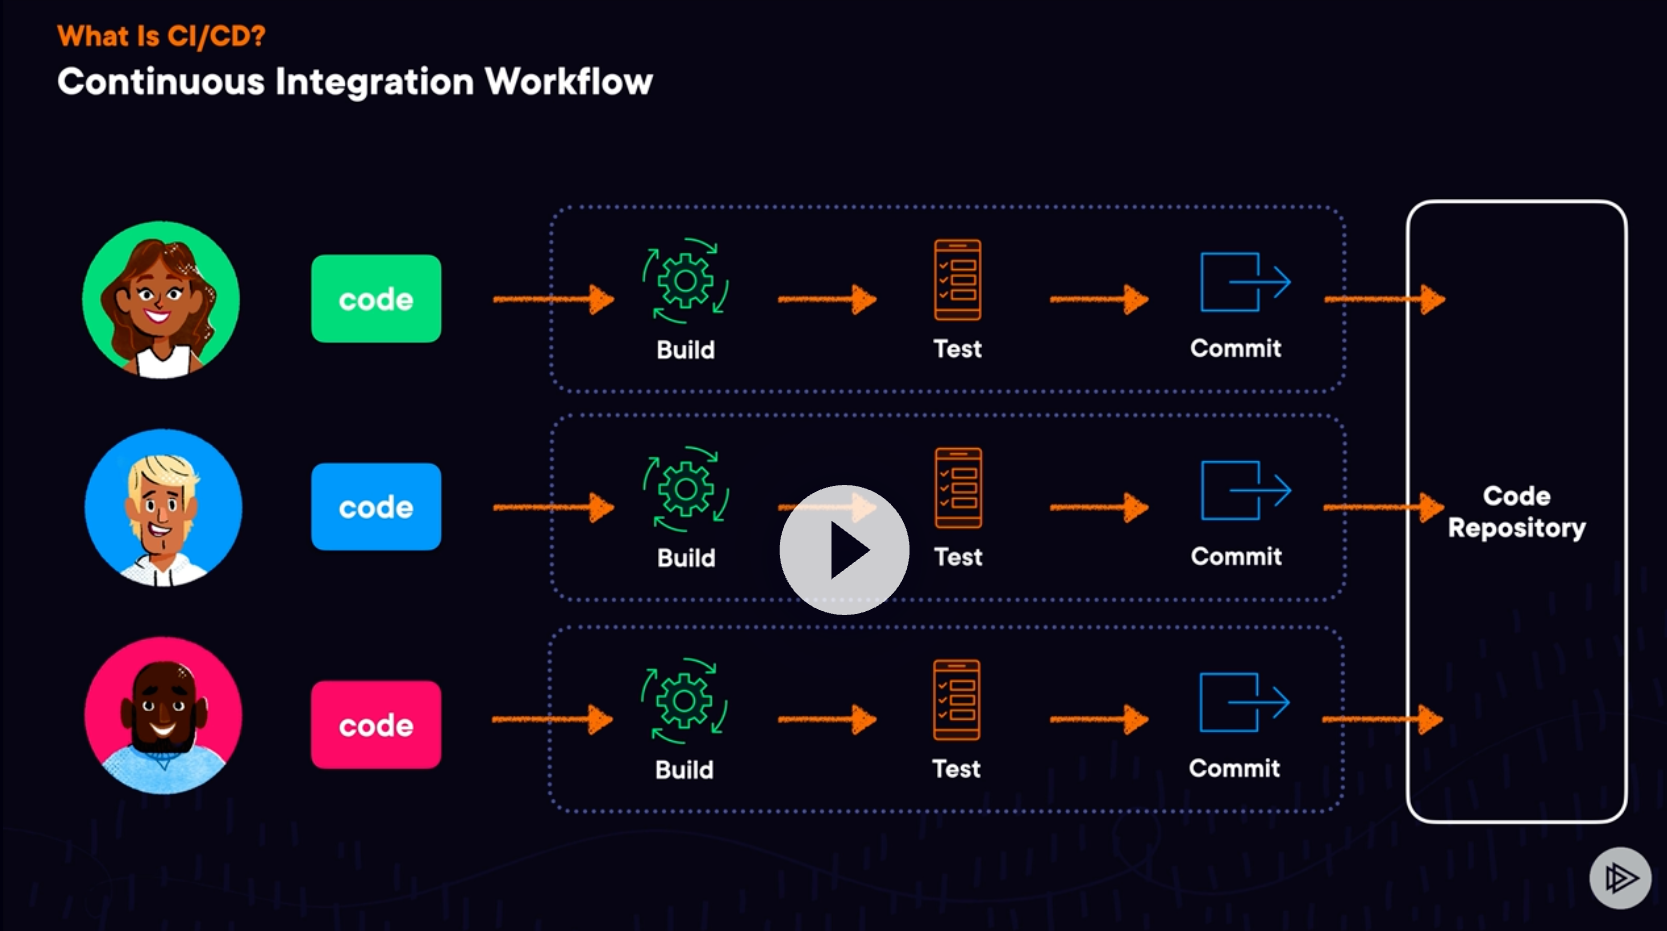 What Is CI/CD?
Continuous Integration Workflow
code
Build
Test
Commit
code
Build
Test
Commit
Code
Repository
code
Build
Test
Commit